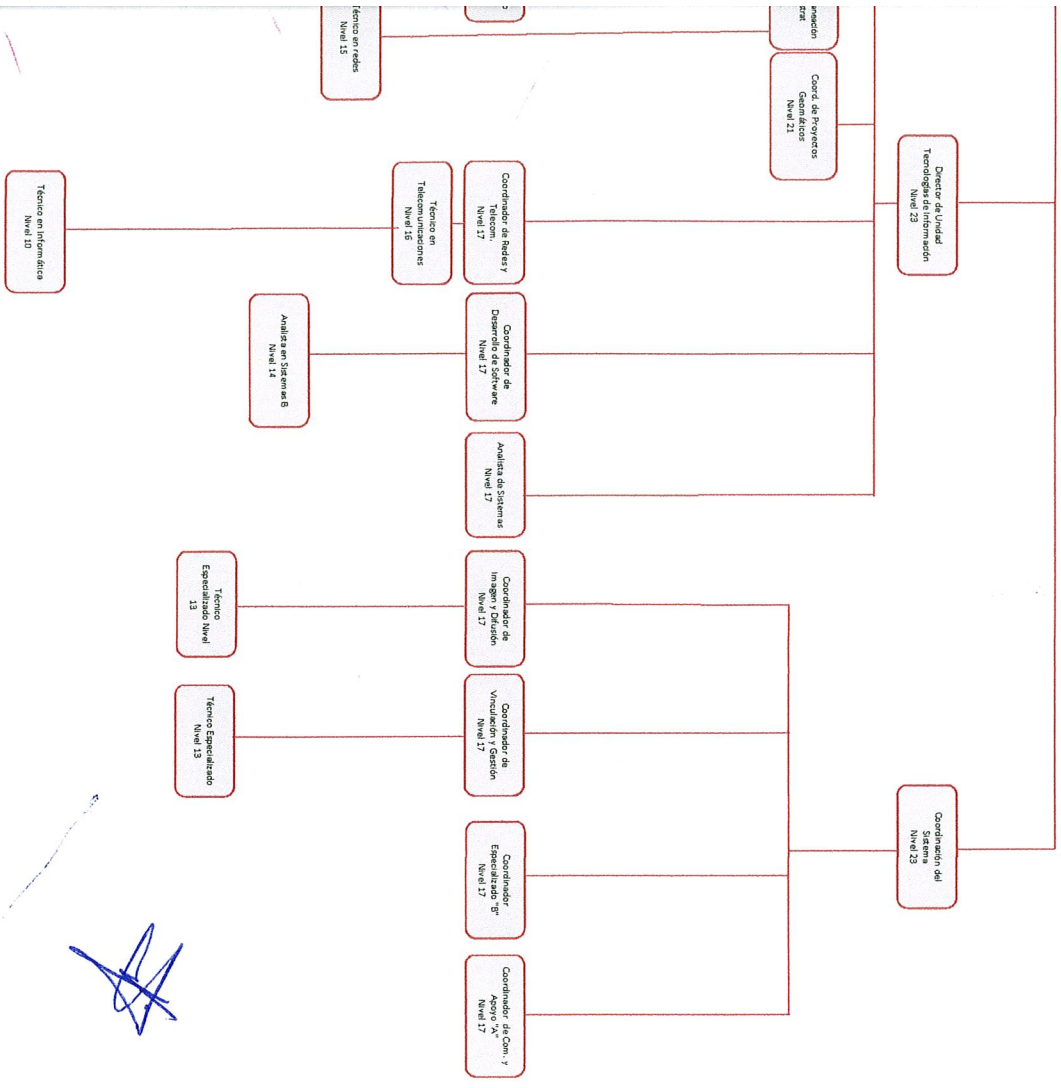 Director de Unidad
Tecnologías de Información
Nivel 23
Coordinación del
Sistema
Nivel 23
Coord. de Proyectos
Geomáticos
Nivel 21
Coordinador de Redes y
Telecom.
Nivel 17
Coordinador de
Desarrollo de Software
Nivel 17
Analista de Sistemas
Nivel 17
Coordinador de
Imagen y Difusión
Nivel 17
Coordinador de
Vinculación y Gestión
Nivel 17
Coordinador
Especializado "B"
Nivel 17
Coordinador de Com. y
Apoyo "A"
Nivel 17
Técnico en
Telecomunicaciones
Nivel 16
Técnico en redes
Nivel 15
Analista en Sistemas B
Nivel 14
Técnico
Especializado Nivel
13
Técnico Especializado
Nivel 13
Técnico en Informática
Nivel 10